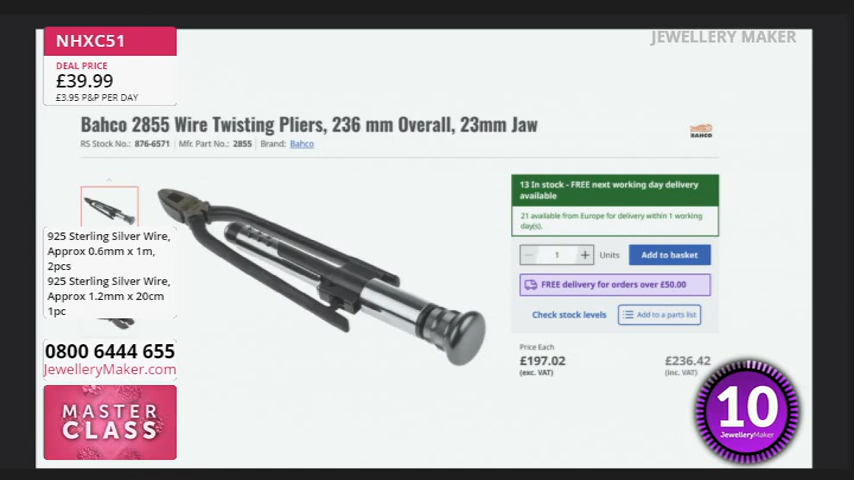 NHXC51
DEAL PRICE
£39.99
£3.95 P&P PER DAY
JEWELLERY MAKER
Bahco 2855 Wire Twisting Pliers, 236 mm Overall, 23mm Jaw
RS Stock No.: 876-6571 | Mfr. Part No.: 2855 | Brand: Bahco
BAHCO
13 In stock - FREE next working day delivery
available
21 available from Europe for delivery within 1 working
day(s).
1 Units Add to basket
FREE delivery for orders over £50.00
Check stock levels Add to a parts list
Price Each
£197.02 £236.42
(exc. VAT) (inc. VAT)
925 Sterling Silver Wire,
Approx 0.6mm x 1m,
2pcs
925 Sterling Silver Wire,
Approx 1.2mm x 20cm
1pc
0800 6444 655
JewelleryMaker.com
MASTER
CLASS
10
JewelleryMaker